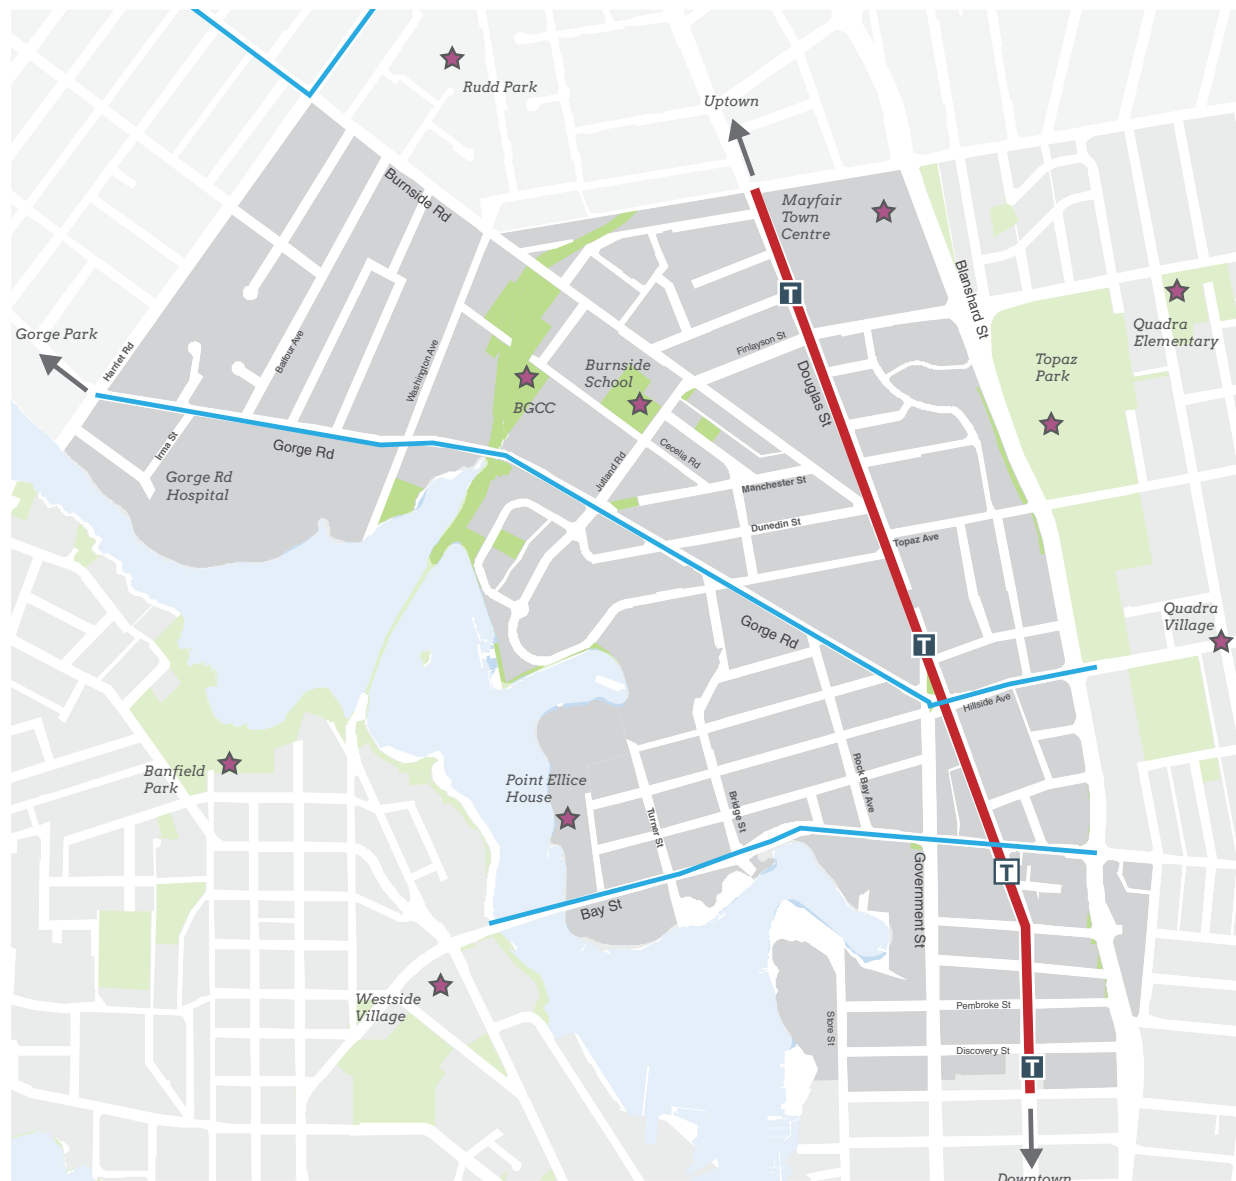 Rudd Park
Uptown
Burnside Rd
Mayfair
Town
Centre
T
Blanshard St
Gorge Park
Harriet Rd
Balfour Ave
Washington Ave
Finlayson St
Quadra
Elementary
Topaz
Park
Burnside
School
BGCC
Douglas St
Irma St
Gorge Rd
Gorge Rd
Hospital
Jutland Rd
Cecelia Rd
Manchester St
Dunedin St
Topaz Ave
Quadra
Village
Gorge Rd
T
Hillside Ave
Banfield
Park
Point Ellice
House
Turner St
Bridge St
Rock Bay Ave
T
Bay St
Government St
Westside
Village
Store St
Pembroke St
Discovery St
T
Downtown